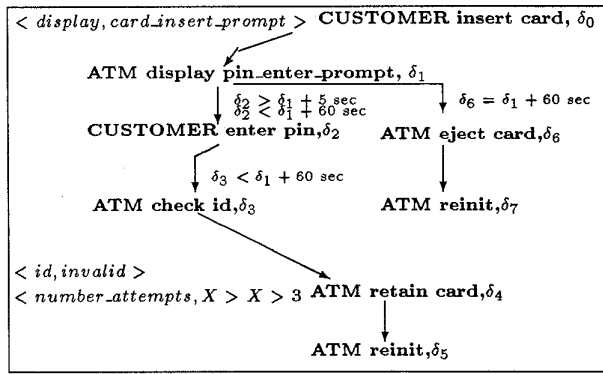 < display, card_insert_prompt > CUSTOMER insert card, δ0
ATM display pin_enter_prompt, δ1
δ2 > δ1 + 5 sec
δ2 < δ1 + 60 sec
δ6 = δ1 + 60 sec
CUSTOMER enter pin,δ2
ATM eject card,δ6
δ3 < δ1 + 60 sec
ATM check id,δ3
ATM reinit,δ7
< id, invalid >
< number_attempts, X > X > 3 ATM retain card,δ4
ATM reinit,δ5